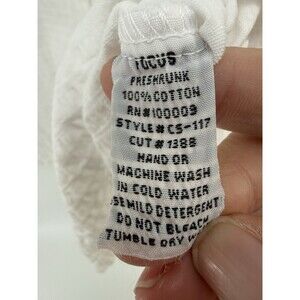 FOCUS
PRESHRUNK
100% COTTON
RN#100009
STYLE#CS-117
CUT#1388
HAND OR
MACHINE WASH
IN COLD WATER
USE MILD DETERGENT
DO NOT BLEACH
TUMBLE DRY